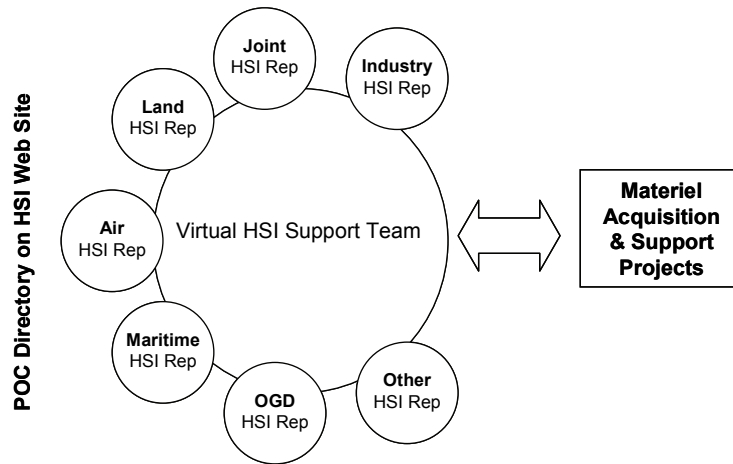 POC Directory on HSI Web Site
Joint
HSI Rep
Industry
HSI Rep
Land
HSI Rep
Air
HSI Rep
Virtual HSI Support Team
Maritime
HSI Rep
OGD
HSI Rep
Other
HSI Rep
Materiel
Acquisition
& Support
Projects